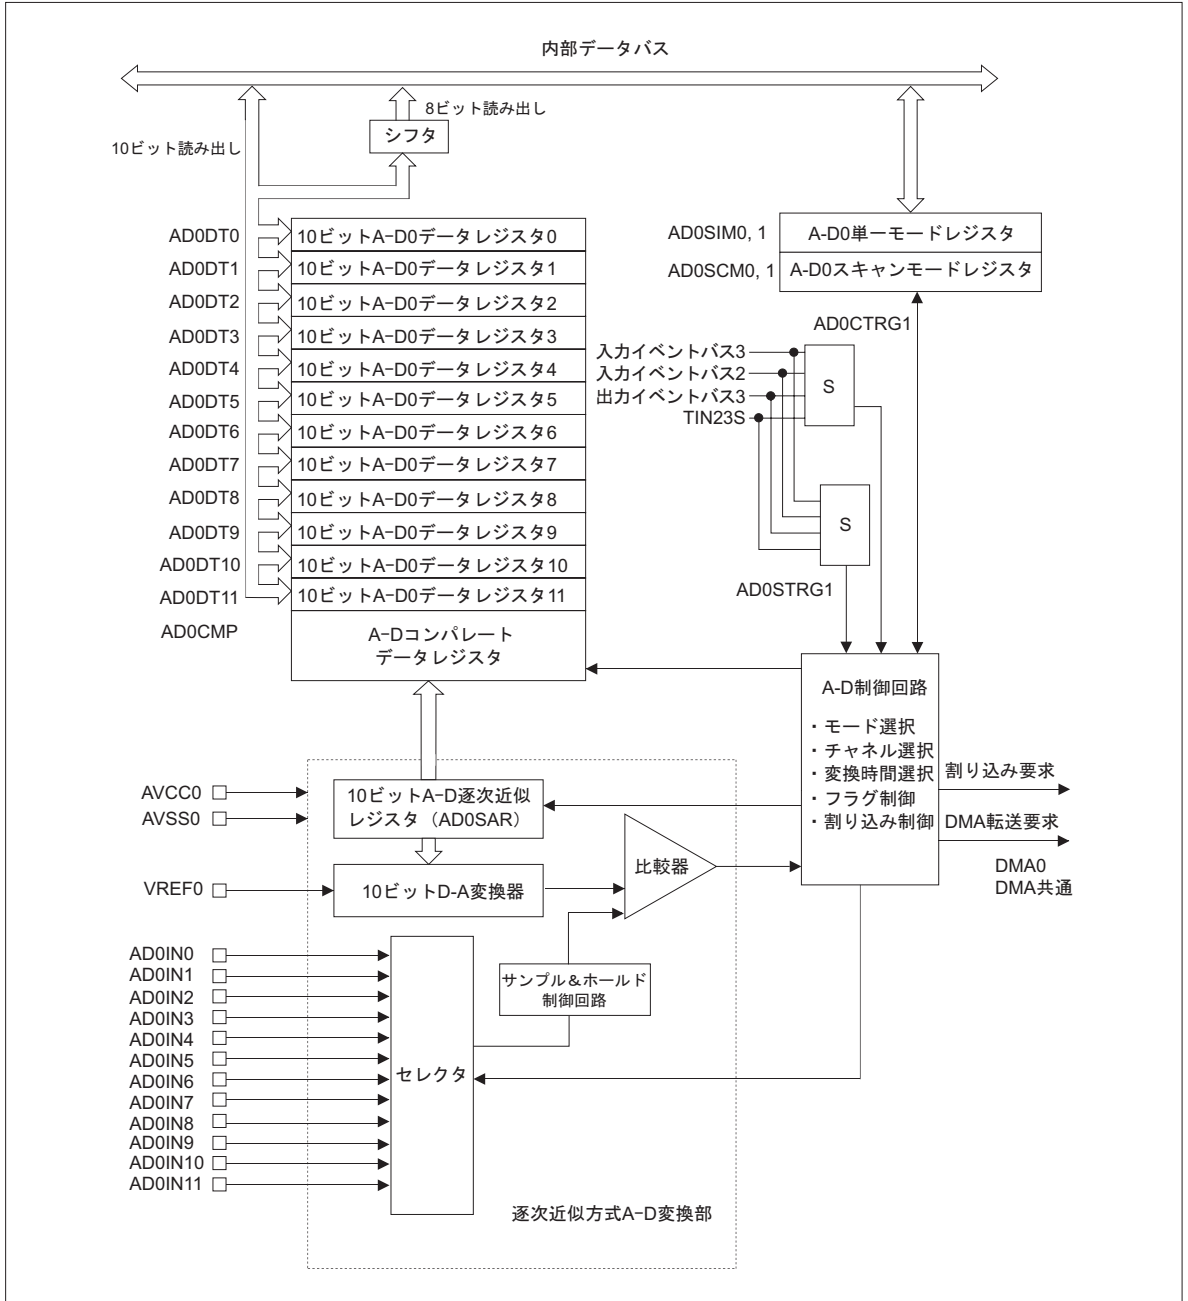 内部データバス
8ビット読み出し
シフタ
10ビット読み出し
AD0DT0
10ビットA-D0データレジスタ0
AD0DT1
10ビットA-D0データレジスタ1
AD0DT2
10ビットA-D0データレジスタ2
AD0DT3
10ビットA-D0データレジスタ3
AD0DT4
10ビットA-D0データレジスタ4
AD0DT5
10ビットA-D0データレジスタ5
AD0DT6
10ビットA-D0データレジスタ6
AD0DT7
10ビットA-D0データレジスタ7
AD0DT8
10ビットA-D0データレジスタ8
AD0DT9
10ビットA-D0データレジスタ9
AD0DT10
10ビットA-D0データレジスタ10
AD0DT11
10ビットA-D0データレジスタ11
AD0CMP
A-Dコンパレート
データレジスタ
AD0SIM0, 1
A-D0単一モードレジスタ
AD0SCM0, 1
A-D0スキャンモードレジスタ
AD0CTRG1
入力イベントバス3
入力イベントバス2
出力イベントバス3
TIN23S
S
S
AD0STRG1
A-D制御回路
・モード選択
・チャネル選択
・変換時間選択
・フラグ制御
・割り込み制御
割り込み要求
DMA転送要求
DMA0
DMA共通
AVCC0
AVSS0
10ビットA-D逐次近似
レジスタ（AD0SAR）
比較器
VREF0
10ビットD-A変換器
サンプル＆ホールド
制御回路
AD0IN0
AD0IN1
AD0IN2
AD0IN3
AD0IN4
AD0IN5
AD0IN6
AD0IN7
AD0IN8
AD0IN9
AD0IN10
AD0IN11
セレクタ
逐次近似方式A-D変換部